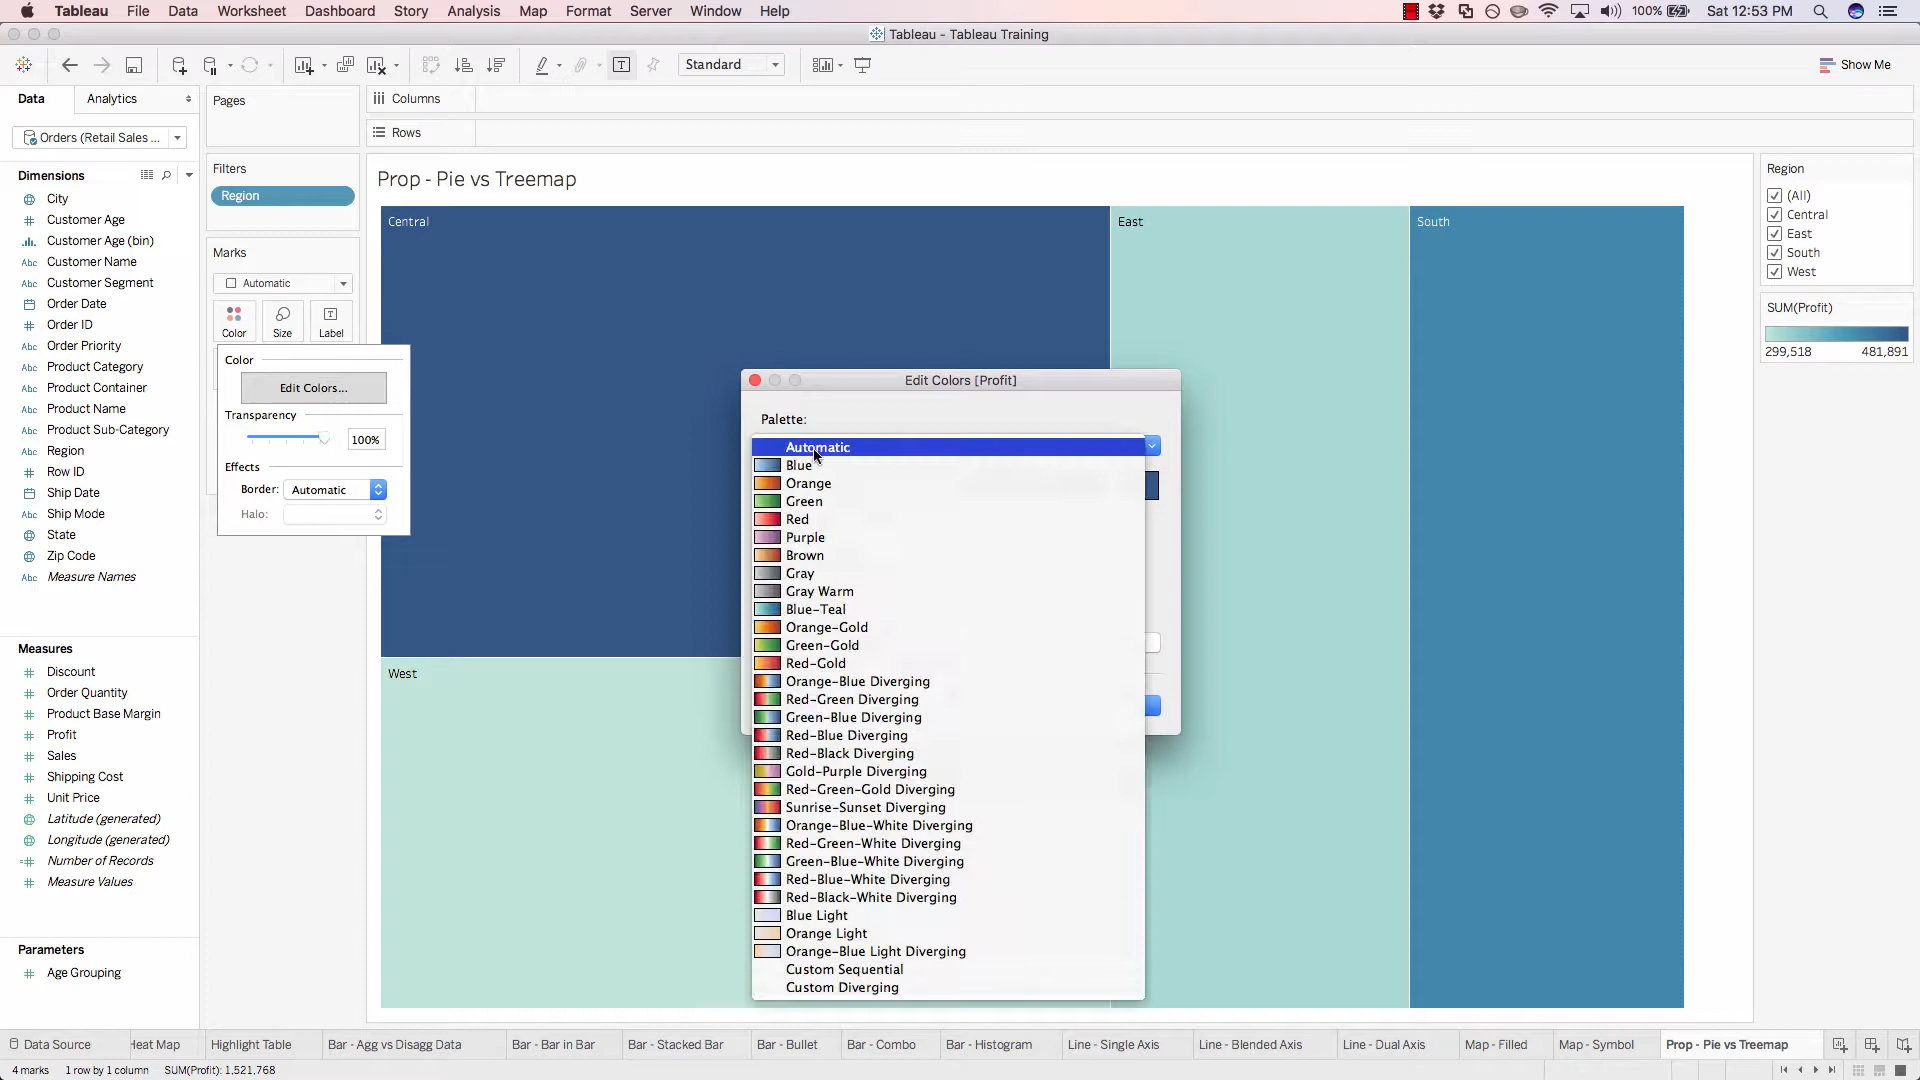 Tableau File Data Worksheet Dashboard Story Analysis Map Format Server Window Help 100% Sat 12:53 PM
Tableau - Tableau Training
Standard Show Me
Data Analytics
Orders (Retail Sales ...
Dimensions
City
Customer Age
Customer Age (bin)
Customer Name
Customer Segment
Order Date
Order ID
Order Priority
Product Category
Product Container
Product Name
Product Sub-Category
Region
Row ID
Ship Date
Ship Mode
State
Zip Code
Measure Names
Measures
Discount
Order Quantity
Product Base Margin
Profit
Sales
Shipping Cost
Unit Price
Latitude (generated)
Longitude (generated)
Number of Records
Measure Values
Parameters
Age Grouping
Pages
Filters
Region
Marks
Automatic
Color Size Label
Color
Edit Colors...
Transparency
100%
Effects
Border: Automatic
Halo:
Columns
Rows
Prop - Pie vs Treemap
Central
East
South
West
Edit Colors [Profit]
Palette:
Automatic
Blue
Orange
Green
Red
Purple
Brown
Gray
Gray Warm
Blue-Teal
Orange-Gold
Green-Gold
Red-Gold
Orange-Blue Diverging
Red-Green Diverging
Green-Blue Diverging
Red-Blue Diverging
Red-Black Diverging
Gold-Purple Diverging
Red-Green-Gold Diverging
Sunrise-Sunset Diverging
Orange-Blue-White Diverging
Red-Green-White Diverging
Green-Blue-White Diverging
Red-Blue-White Diverging
Red-Black-White Diverging
Blue Light
Orange Light
Orange-Blue Light Diverging
Custom Sequential
Custom Diverging
Region
(All)
Central
East
South
West
SUM(Profit)
299,518 481,891
Data Source Heat Map Highlight Table Bar - Agg vs Disagg Data Bar - Bar in Bar Bar - Stacked Bar Bar - Bullet Bar - Combo Bar - Histogram Line - Single Axis Line - Blended Axis Line - Dual Axis Map - Filled Map - Symbol Prop - Pie vs Treemap
4 marks 1 row by 1 column SUM(Profit): 1,521,768